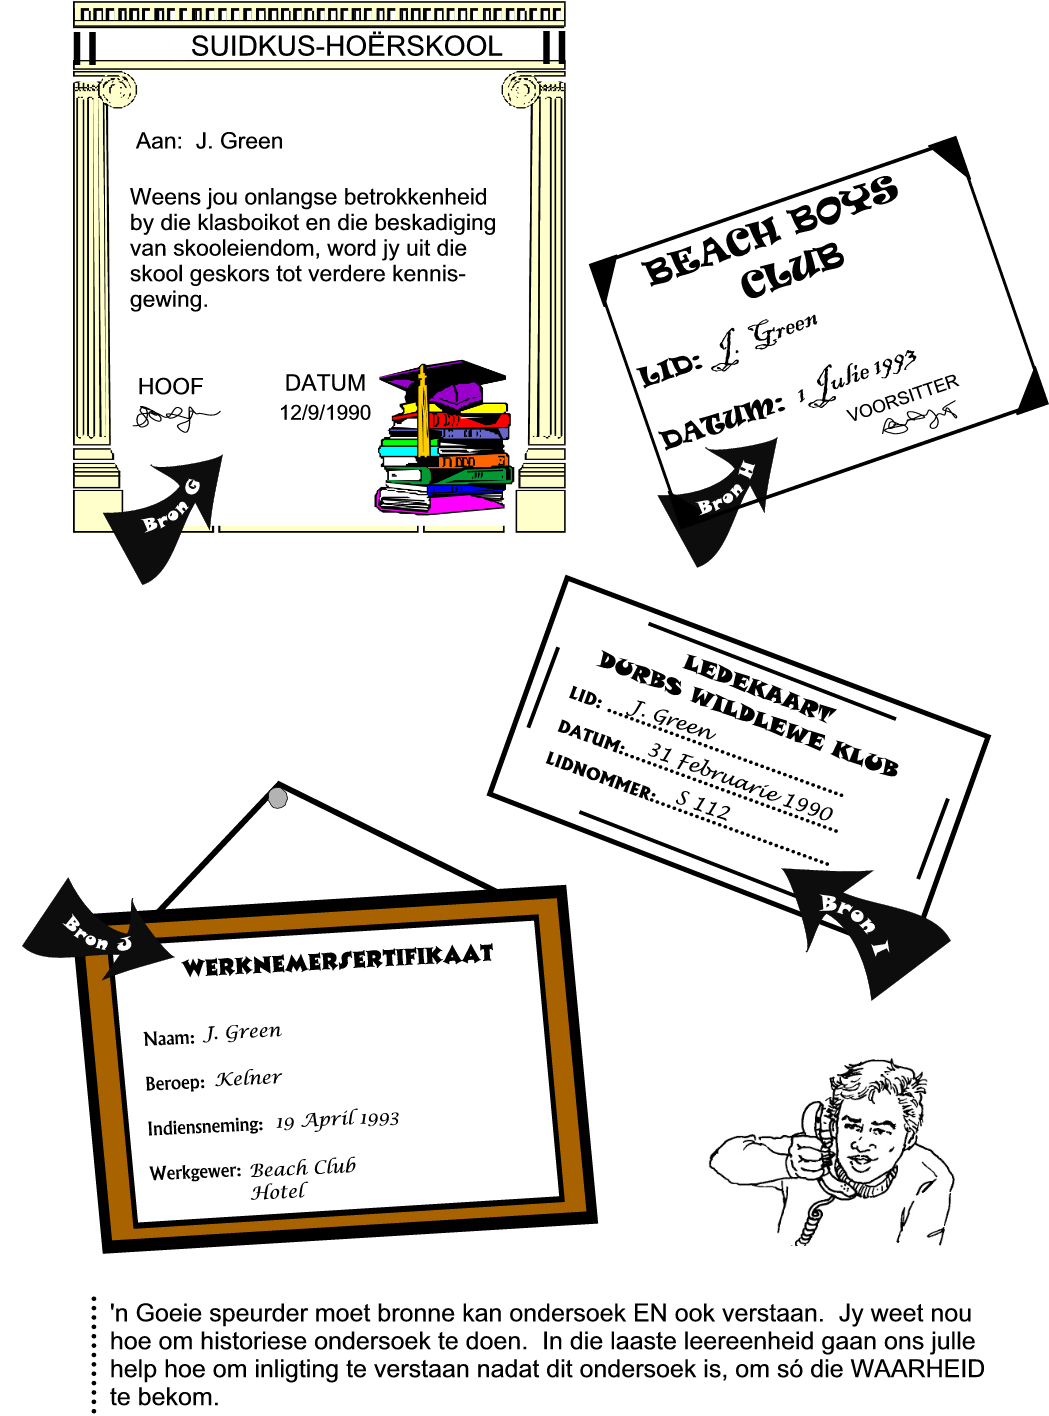 SUIDKUS-HOËRSKOOL
Aan: J. Green
Weens jou onlangse betrokkenheid
by die klasboikot en die beskadiging
van skooleiendom, word jy uit die
skool geskors tot verdere kennis-
gewing.
HOOF
DATUM
12/9/1990
Bron G
BEACH BOYS
CLUB
LID: J. Green
DATUM: 1 Julie 1993
VOORSITTER
Bron H
LEDEKAART
DURBS WILDLEWE KLUB
LID: J. Green
DATUM: 31 Februarie 1990
LIDNOMMER: S 112
Bron I
Bron J
WERKNEMERSERTIFIKAAT
Naam: J. Green
Beroep: Kelner
Indiensneming: 19 April 1993
Werkgewer: Beach Club
Hotel
'n Goeie speurder moet bronne kan ondersoek EN ook verstaan. Jy weet nou
hoe om historiese ondersoek te doen. In die laaste leereenheid gaan ons julle
help hoe om inligting te verstaan nadat dit ondersoek is, om só die WAARHEID
te bekom.